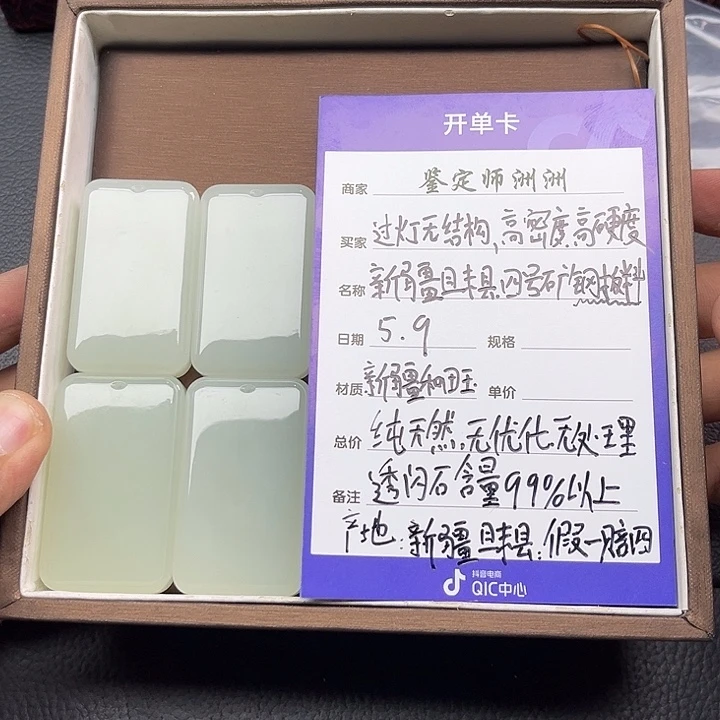 开单卡
商家 鉴定师洲洲
买家 过灯无结构,高密度高硬度
名称 新疆且末县四号矿钢板料
日期 5.9 规格
材质 新疆和田玉 单价
总价 纯天然.无优化.无处理
备注 透闪石含量99%以上
产地:新疆且末县:假一赔四
抖音电商
QIC中心